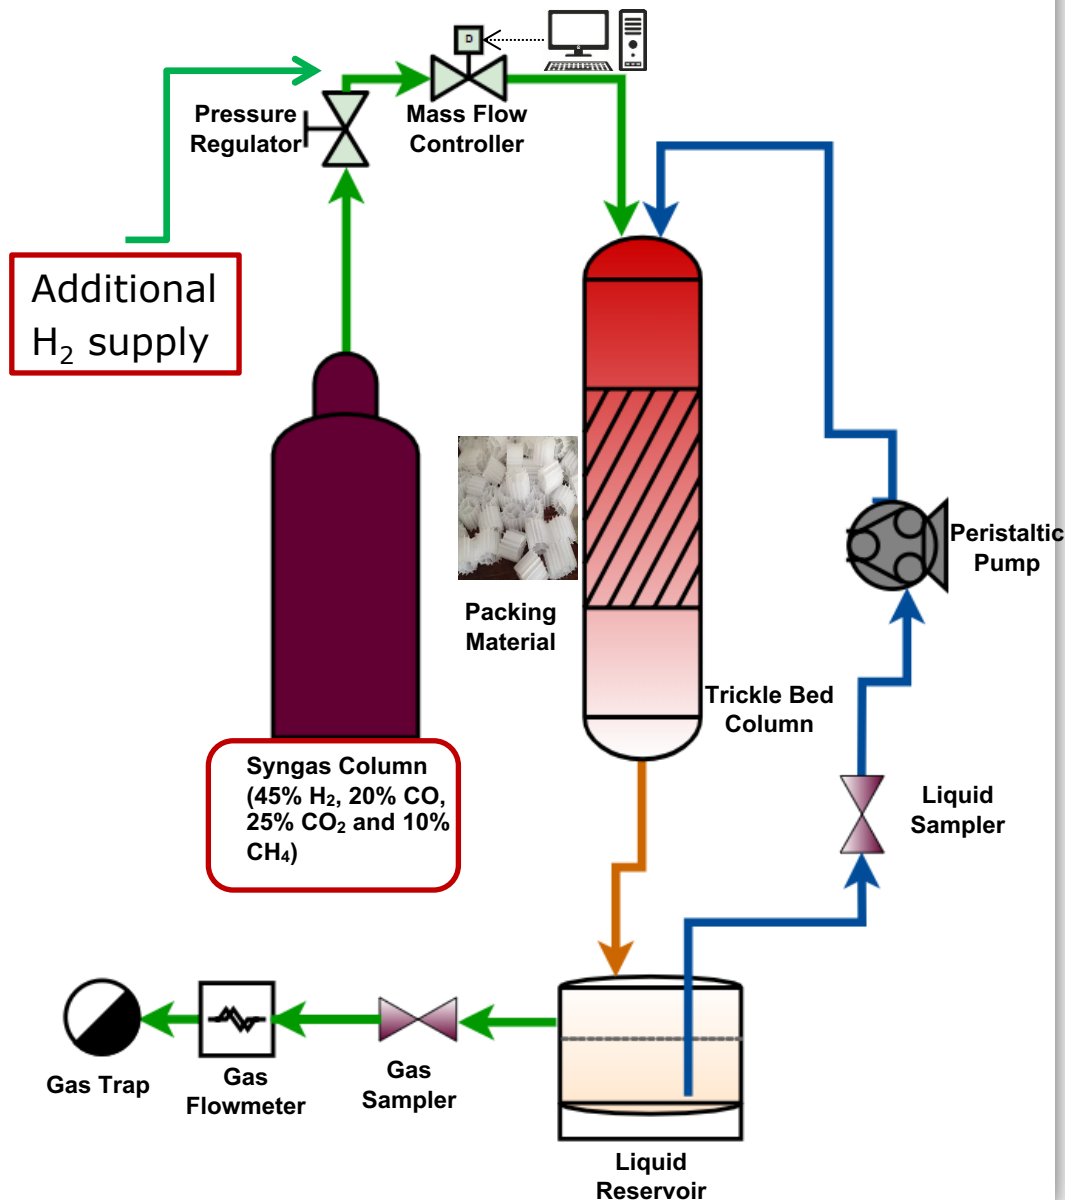 D
Pressure
Regulator
Mass Flow
Controller
Additional
H₂ supply
Peristaltic
Pump
Packing
Material
Trickle Bed
Column
Syngas Column
(45% H₂, 20% CO,
25% CO₂ and 10%
CH₄)
Liquid
Sampler
Gas Trap
Gas
Flowmeter
Gas
Sampler
Liquid
Reservoir